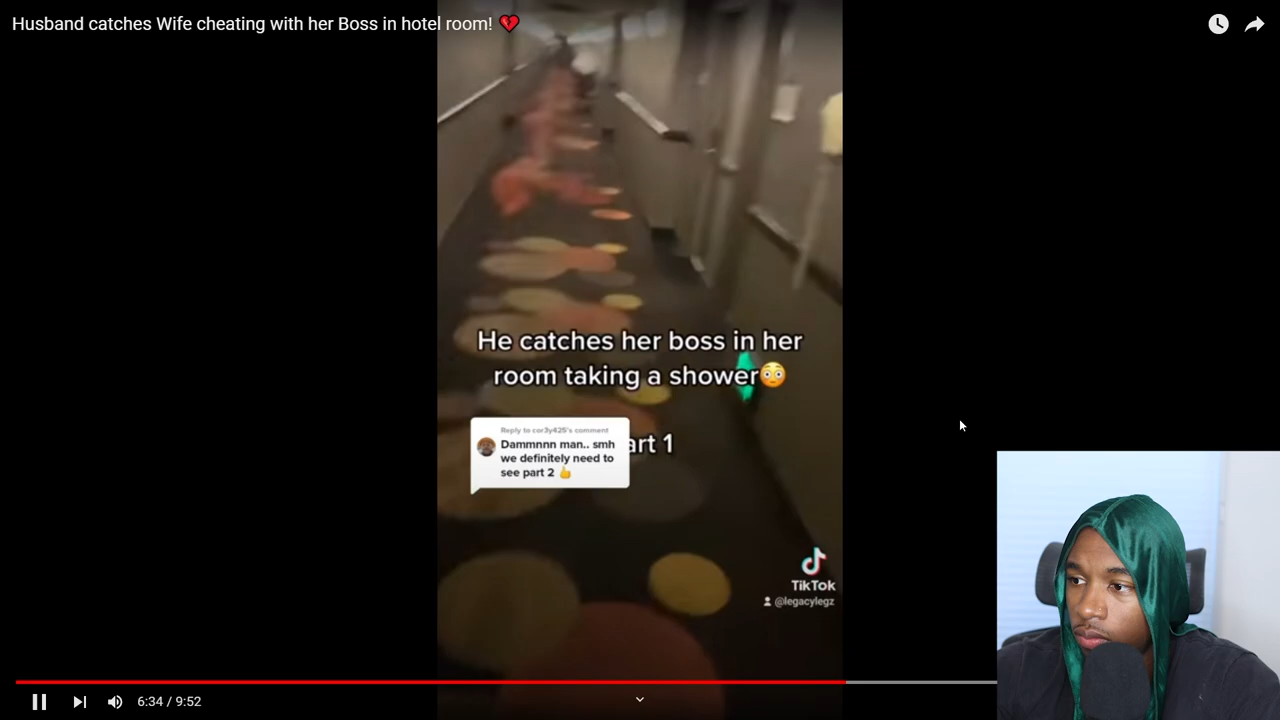 Husband catches Wife cheating with her Boss in hotel room! 💔
He catches her boss in her
room taking a shower😳
art 1
Reply to cor3y425's comment
Dammnnn man.. smh
we definitely need to
see part 2 👍
TikTok
@legacylegz
6:34 / 9:52